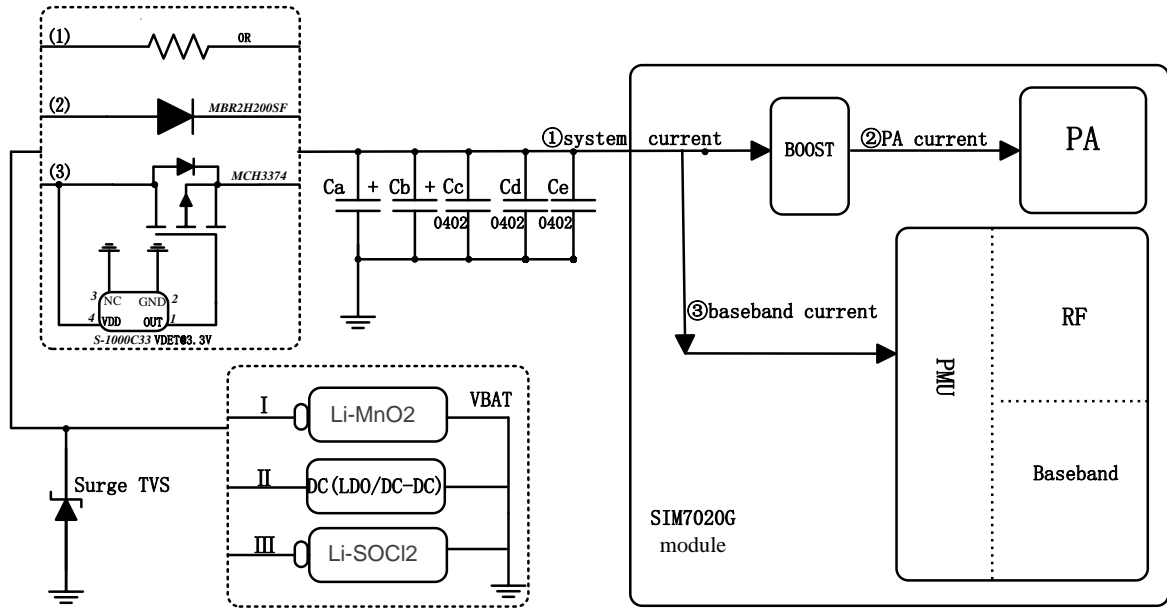 (1) 0R
(2) MBR2H200SF
(3) MCH3374
3 NC GND 2
4 VDD OUT 1
S-1000C33 VDET@3.3V
Ca + Cb + Cc Cd Ce
0402 0402 0402
①system current
BOOST
②PA current
PA
③baseband current
PMU
RF
Baseband
SIM7020G
module
Surge TVS
VBAT
I Li-MnO2
II DC(LDO/DC-DC)
III Li-SOCl2